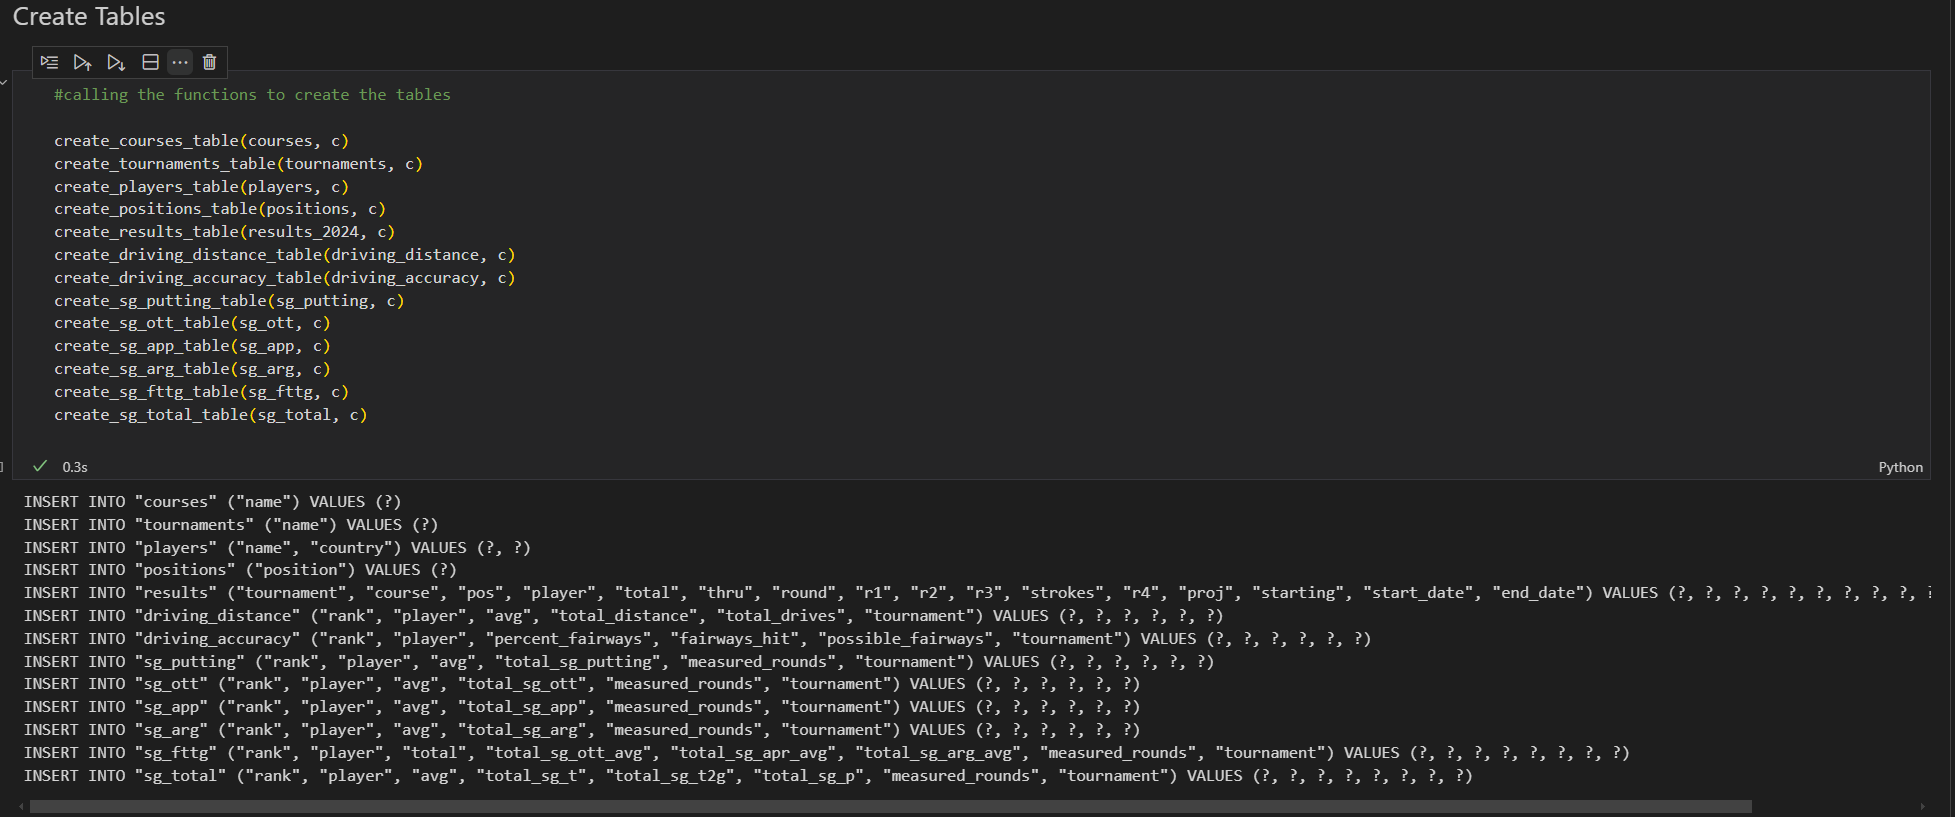 Create Tables
#calling the functions to create the tables
create_courses_table(courses, c)
create_tournaments_table(tournaments, c)
create_players_table(players, c)
create_positions_table(positions, c)
create_results_table(results_2024, c)
create_driving_distance_table(driving_distance, c)
create_driving_accuracy_table(driving_accuracy, c)
create_sg_putting_table(sg_putting, c)
create_sg_ott_table(sg_ott, c)
create_sg_app_table(sg_app, c)
create_sg_arg_table(sg_arg, c)
create_sg_fttg_table(sg_fttg, c)
create_sg_total_table(sg_total, c)
] 0.3s Python
INSERT INTO "courses" ("name") VALUES (?)
INSERT INTO "tournaments" ("name") VALUES (?)
INSERT INTO "players" ("name", "country") VALUES (?, ?)
INSERT INTO "positions" ("position") VALUES (?)
INSERT INTO "results" ("tournament", "course", "pos", "player", "total", "thru", "round", "r1", "r2", "r3", "strokes", "r4", "proj", "starting", "start_date", "end_date") VALUES (?, ?, ?, ?, ?, ?, ?, ?, ?, ?
INSERT INTO "driving_distance" ("rank", "player", "avg", "total_distance", "total_drives", "tournament") VALUES (?, ?, ?, ?, ?, ?)
INSERT INTO "driving_accuracy" ("rank", "player", "percent_fairways", "fairways_hit", "possible_fairways", "tournament") VALUES (?, ?, ?, ?, ?, ?)
INSERT INTO "sg_putting" ("rank", "player", "avg", "total_sg_putting", "measured_rounds", "tournament") VALUES (?, ?, ?, ?, ?, ?)
INSERT INTO "sg_ott" ("rank", "player", "avg", "total_sg_ott", "measured_rounds", "tournament") VALUES (?, ?, ?, ?, ?, ?)
INSERT INTO "sg_app" ("rank", "player", "avg", "total_sg_app", "measured_rounds", "tournament") VALUES (?, ?, ?, ?, ?, ?)
INSERT INTO "sg_arg" ("rank", "player", "avg", "total_sg_arg", "measured_rounds", "tournament") VALUES (?, ?, ?, ?, ?, ?)
INSERT INTO "sg_fttg" ("rank", "player", "total", "total_sg_ott_avg", "total_sg_apr_avg", "total_sg_arg_avg", "measured_rounds", "tournament") VALUES (?, ?, ?, ?, ?, ?, ?, ?)
INSERT INTO "sg_total" ("rank", "player", "avg", "total_sg_t", "total_sg_t2g", "total_sg_p", "measured_rounds", "tournament") VALUES (?, ?, ?, ?, ?, ?, ?, ?)